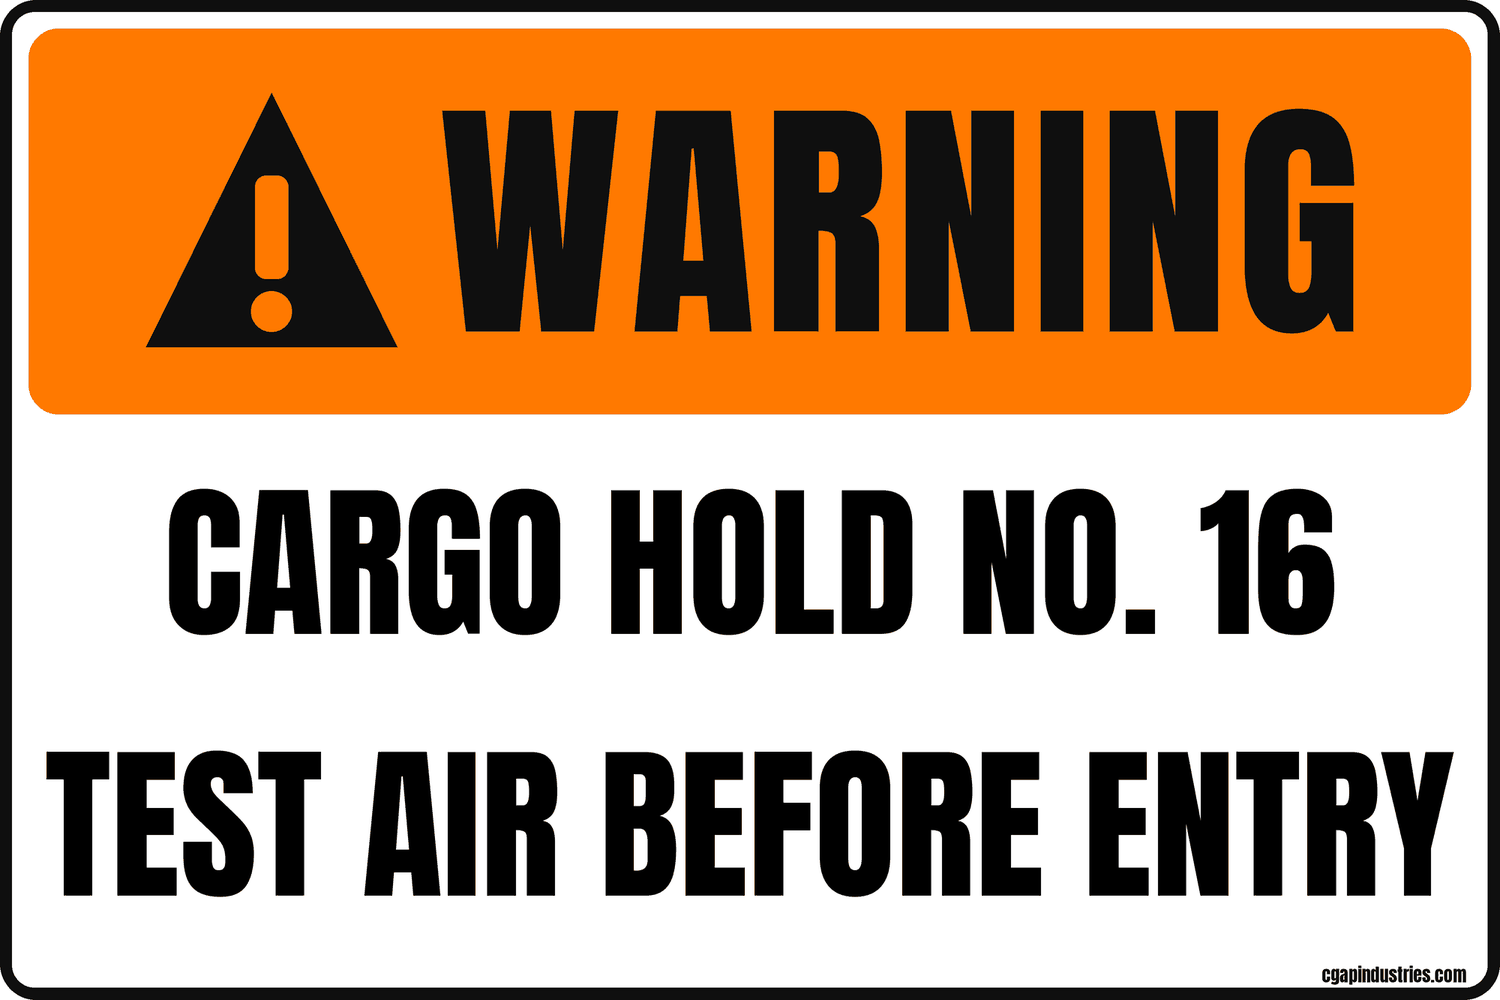 WARNING
CARGO HOLD NO. 16
TEST AIR BEFORE ENTRY
cgapindustries.com